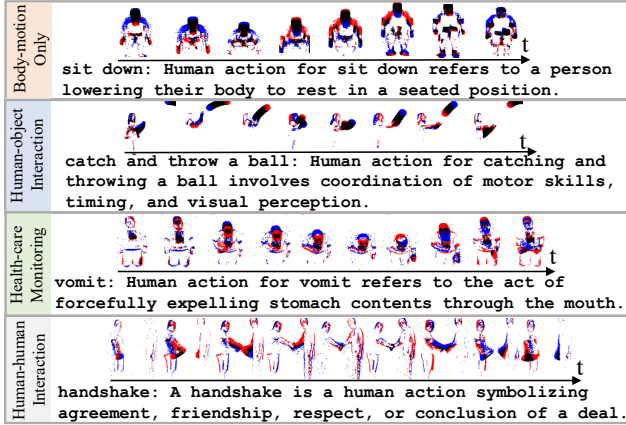 Body-motion
Only
t
sit down: Human action for sit down refers to a person
lowering their body to rest in a seated position.
Human-object
Interaction
t
catch and throw a ball: Human action for catching and
throwing a ball involves coordination of motor skills,
timing, and visual perception.
Health-care
Monitoring
t
vomit: Human action for vomit refers to the act of
forcefully expelling stomach contents through the mouth.
Human-human
Interaction
t
handshake: A handshake is a human action symbolizing
agreement, friendship, respect, or conclusion of a deal.